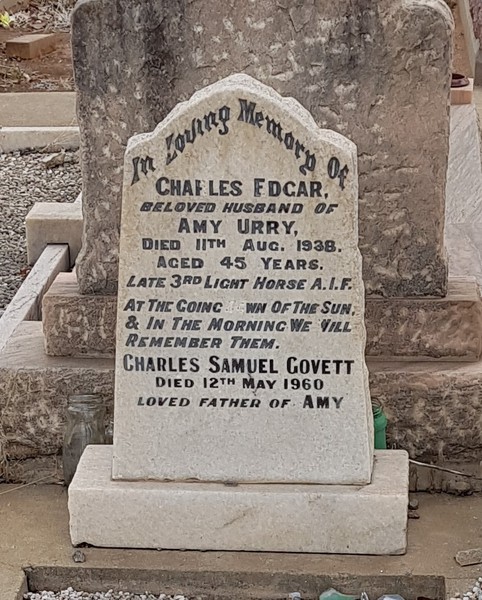 In Loving Memory Of
CHARLES EDGAR,
BELOVED HUSBAND OF
AMY URRY,
DIED 11TH AUG. 1938.
AGED 45 YEARS.
LATE 3RD LIGHT HORSE A.I.F.
AT THE GOING DOWN OF THE SUN,
& IN THE MORNING WE WILL
REMEMBER THEM.
CHARLES SAMUEL GOVETT
DIED 12TH MAY 1960
LOVED FATHER OF AMY